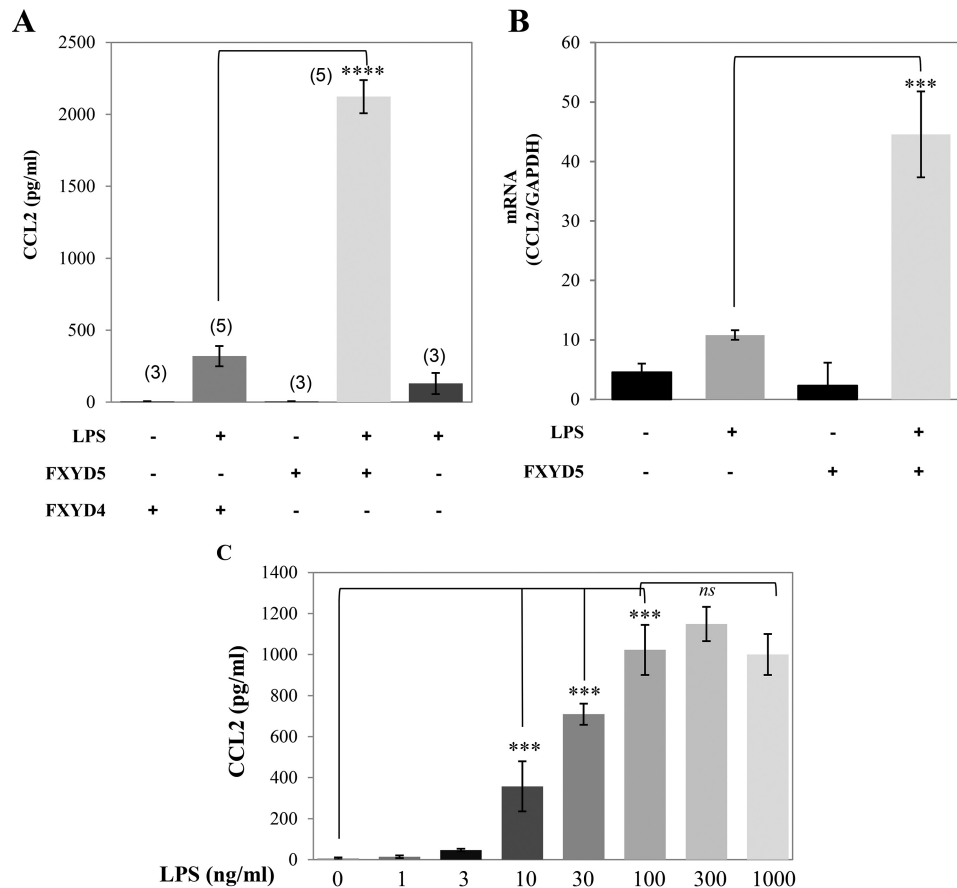 A
2500
2000
1500
1000
500
0
CCL2 (pg/ml)
(3)
(5)
(3)
(5)
****
(3)
LPS - + - + +
FXYD5 - - + + -
FXYD4 + + - - -
B
60
50
40
30
20
10
0
mRNA
(CCL2/GAPDH)
***
LPS - + - +
FXYD5 - - + +
C
1400
1200
1000
800
600
400
200
0
CCL2 (pg/ml)
***
***
***
ns
LPS (ng/ml) 0 1 3 10 30 100 300 1000